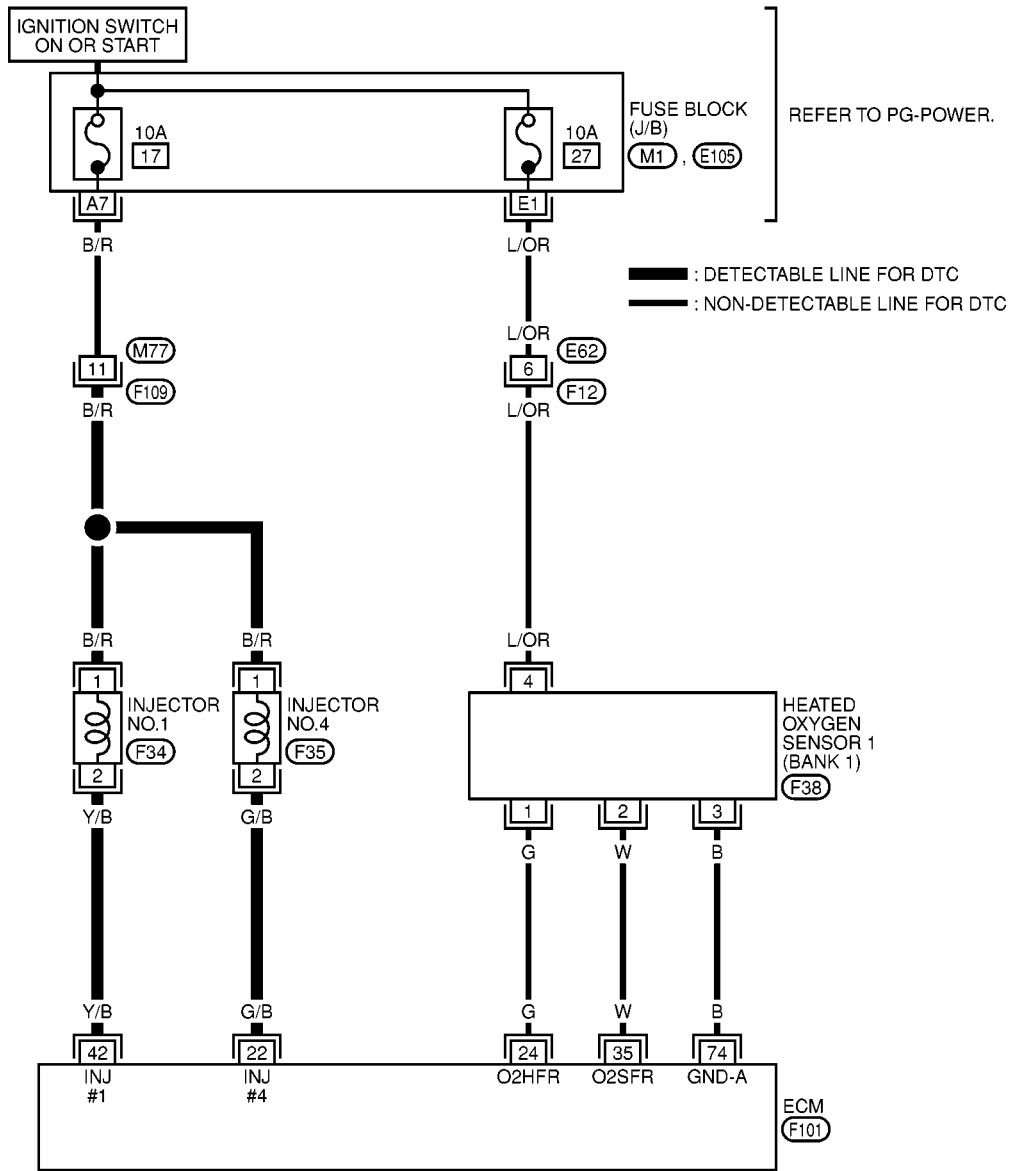 IGNITION SWITCH
ON OR START
FUSE BLOCK
(J/B)
M1 , E105
REFER TO PG-POWER.
10A
17
10A
27
A7
E1
B/R
L/OR
: DETECTABLE LINE FOR DTC
: NON-DETECTABLE LINE FOR DTC
L/OR
M77
11
F109
E62
6
F12
B/R
L/OR
B/R
B/R
L/OR
1
1
4
INJECTOR
NO.1
F34
INJECTOR
NO.4
F35
HEATED
OXYGEN
SENSOR 1
(BANK 1)
F38
2
2
1
2
3
Y/B
G/B
G
W
B
Y/B
G/B
G
W
B
42
22
24
35
74
INJ
#1
INJ
#4
O2HFR
O2SFR
GND-A
ECM
F101